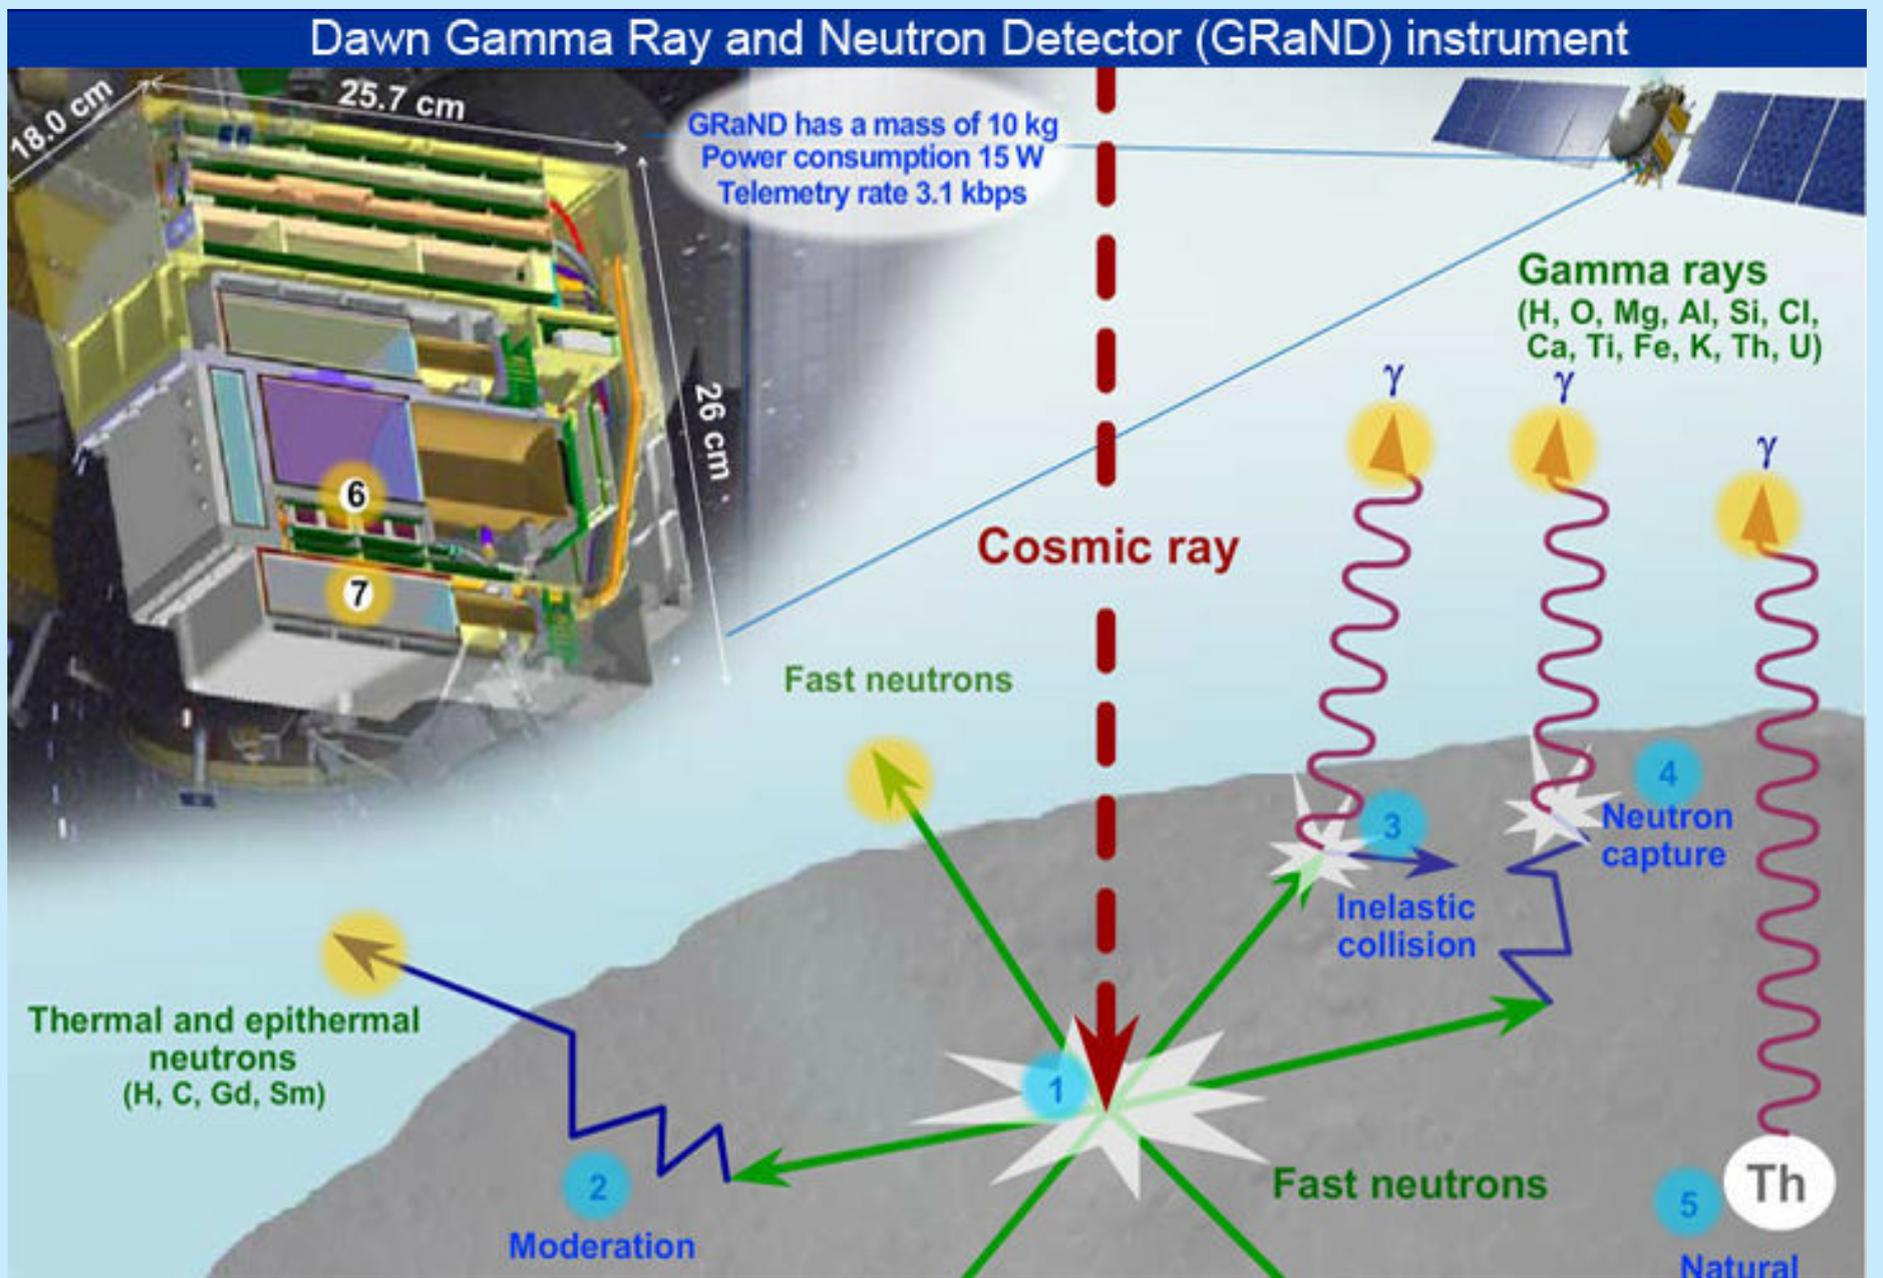 Dawn Gamma Ray and Neutron Detector (GRaND) instrument
18.0 cm
25.7 cm
GRaND has a mass of 10 kg
Power consumption 15 W
Telemetry rate 3.1 kbps
26 cm
Gamma rays
(H, O, Mg, Al, Si, Cl,
Ca, Ti, Fe, K, Th, U)
γ
γ
γ
6
7
Cosmic ray
Fast neutrons
4
Neutron
capture
3
Inelastic
collision
Thermal and epithermal
neutrons
(H, C, Gd, Sm)
1
2
Moderation
Fast neutrons
Th
5
Natural